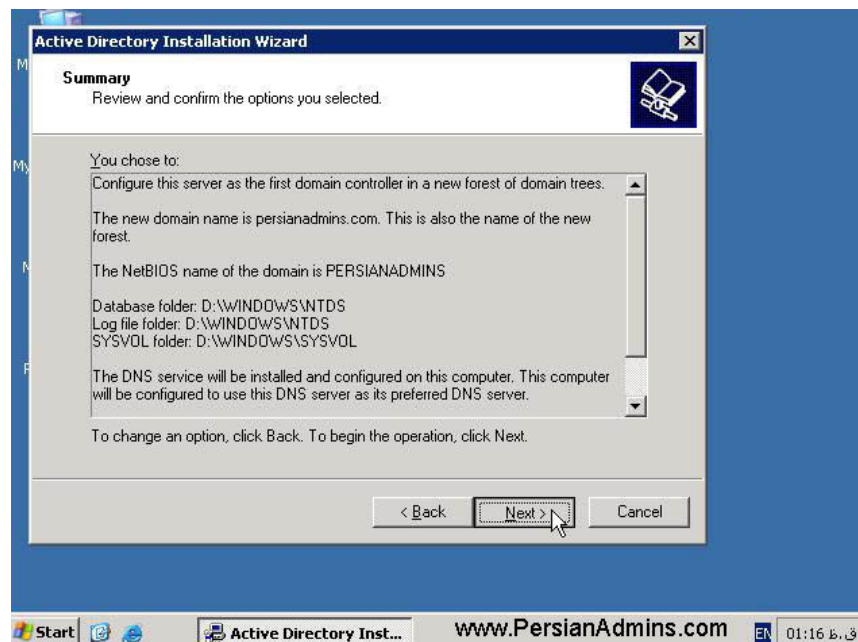 Active Directory Installation Wizard
Summary
Review and confirm the options you selected.
You chose to:
Configure this server as the first domain controller in a new forest of domain trees.
The new domain name is persianadmins.com. This is also the name of the new
forest.
The NetBIOS name of the domain is PERSIANADMINS
Database folder: D:\WINDOWS\NTDS
Log file folder: D:\WINDOWS\NTDS
SYSVOL folder: D:\WINDOWS\SYSVOL
The DNS service will be installed and configured on this computer. This computer
will be configured to use this DNS server as its preferred DNS server.
To change an option, click Back. To begin the operation, click Next.
< Back Next > Cancel
Start Active Directory Inst... www.PersianAdmins.com EN 01:16 ق.ظ